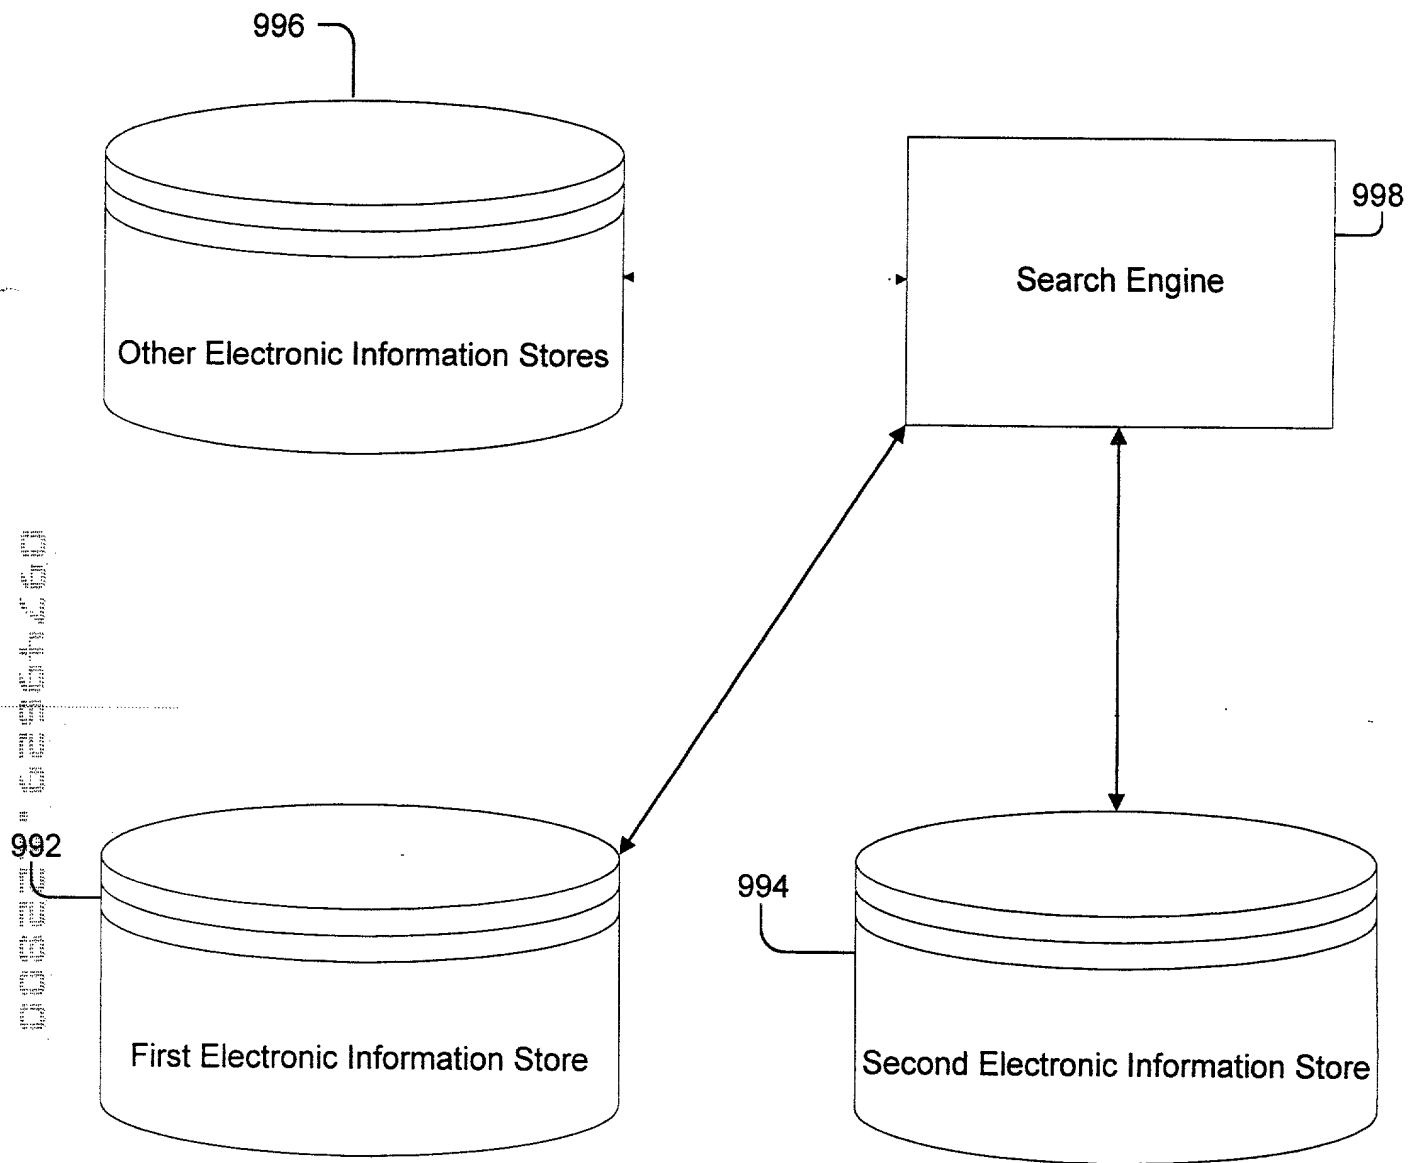 996
998
Search Engine
Other Electronic Information Stores
992
994
First Electronic Information Store
Second Electronic Information Store